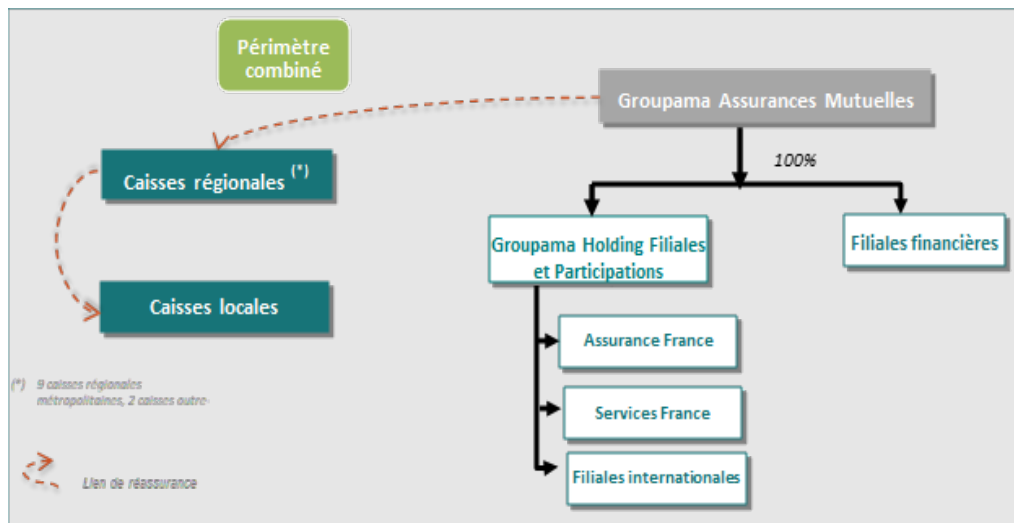 Périmètre
combiné
Groupama Assurances Mutuelles
100%
Caisses régionales (*)
Groupama Holding Filiales
et Participations
Filiales financières
Caisses locales
Assurance France
Services France
Filiales internationales
(*) 9 caisses régionales
métropolitaines, 2 caisses outre-
Lien de réassurance